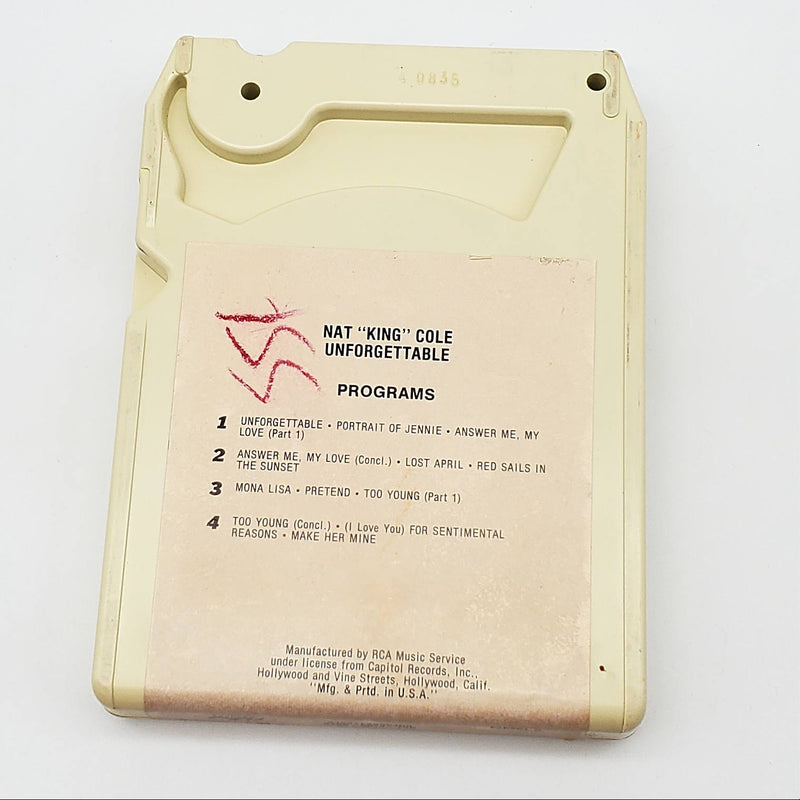 0835
NAT "KING" COLE
UNFORGETTABLE
PROGRAMS
1 UNFORGETTABLE • PORTRAIT OF JENNIE • ANSWER ME, MY
LOVE (Part 1)
2 ANSWER ME, MY LOVE (Concl.) • LOST APRIL • RED SAILS IN
THE SUNSET
3 MONA LISA • PRETEND • TOO YOUNG (Part 1)
4 TOO YOUNG (Concl.) • (I Love You) FOR SENTIMENTAL
REASONS • MAKE HER MINE
Manufactured by RCA Music Service
under license from Capitol Records, Inc.,
Hollywood and Vine Streets, Hollywood, Calif.
"Mfg. & Prtd. in U.S.A."